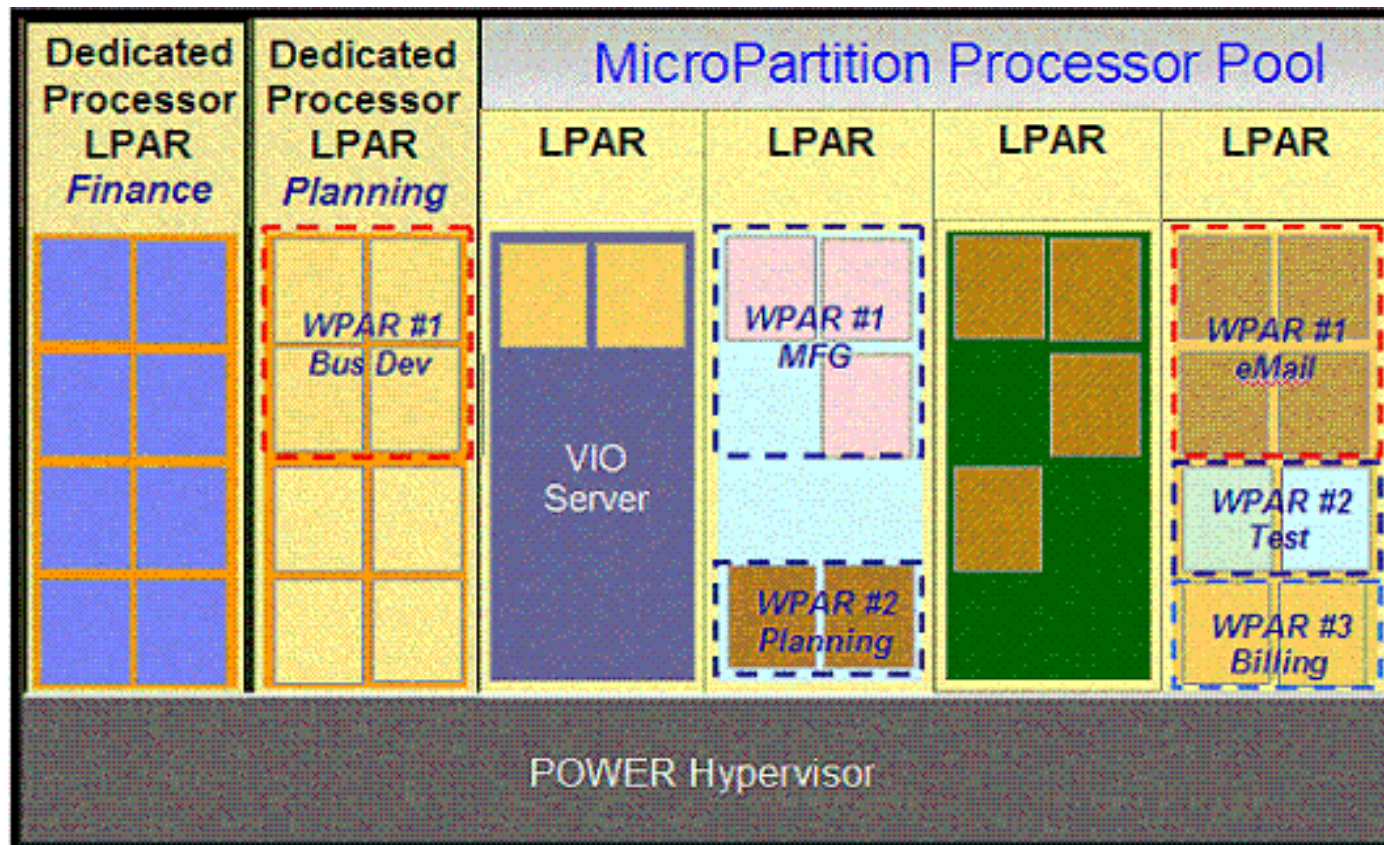 Dedicated
Processor
LPAR
Finance
Dedicated
Processor
LPAR
Planning
MicroPartition Processor Pool
LPAR
LPAR
LPAR
LPAR
WPAR #1
Bus Dev
VIO
Server
WPAR #1
MFG
WPAR #2
Planning
WPAR #1
eMail
WPAR #2
Test
WPAR #3
Billing
POWER Hypervisor